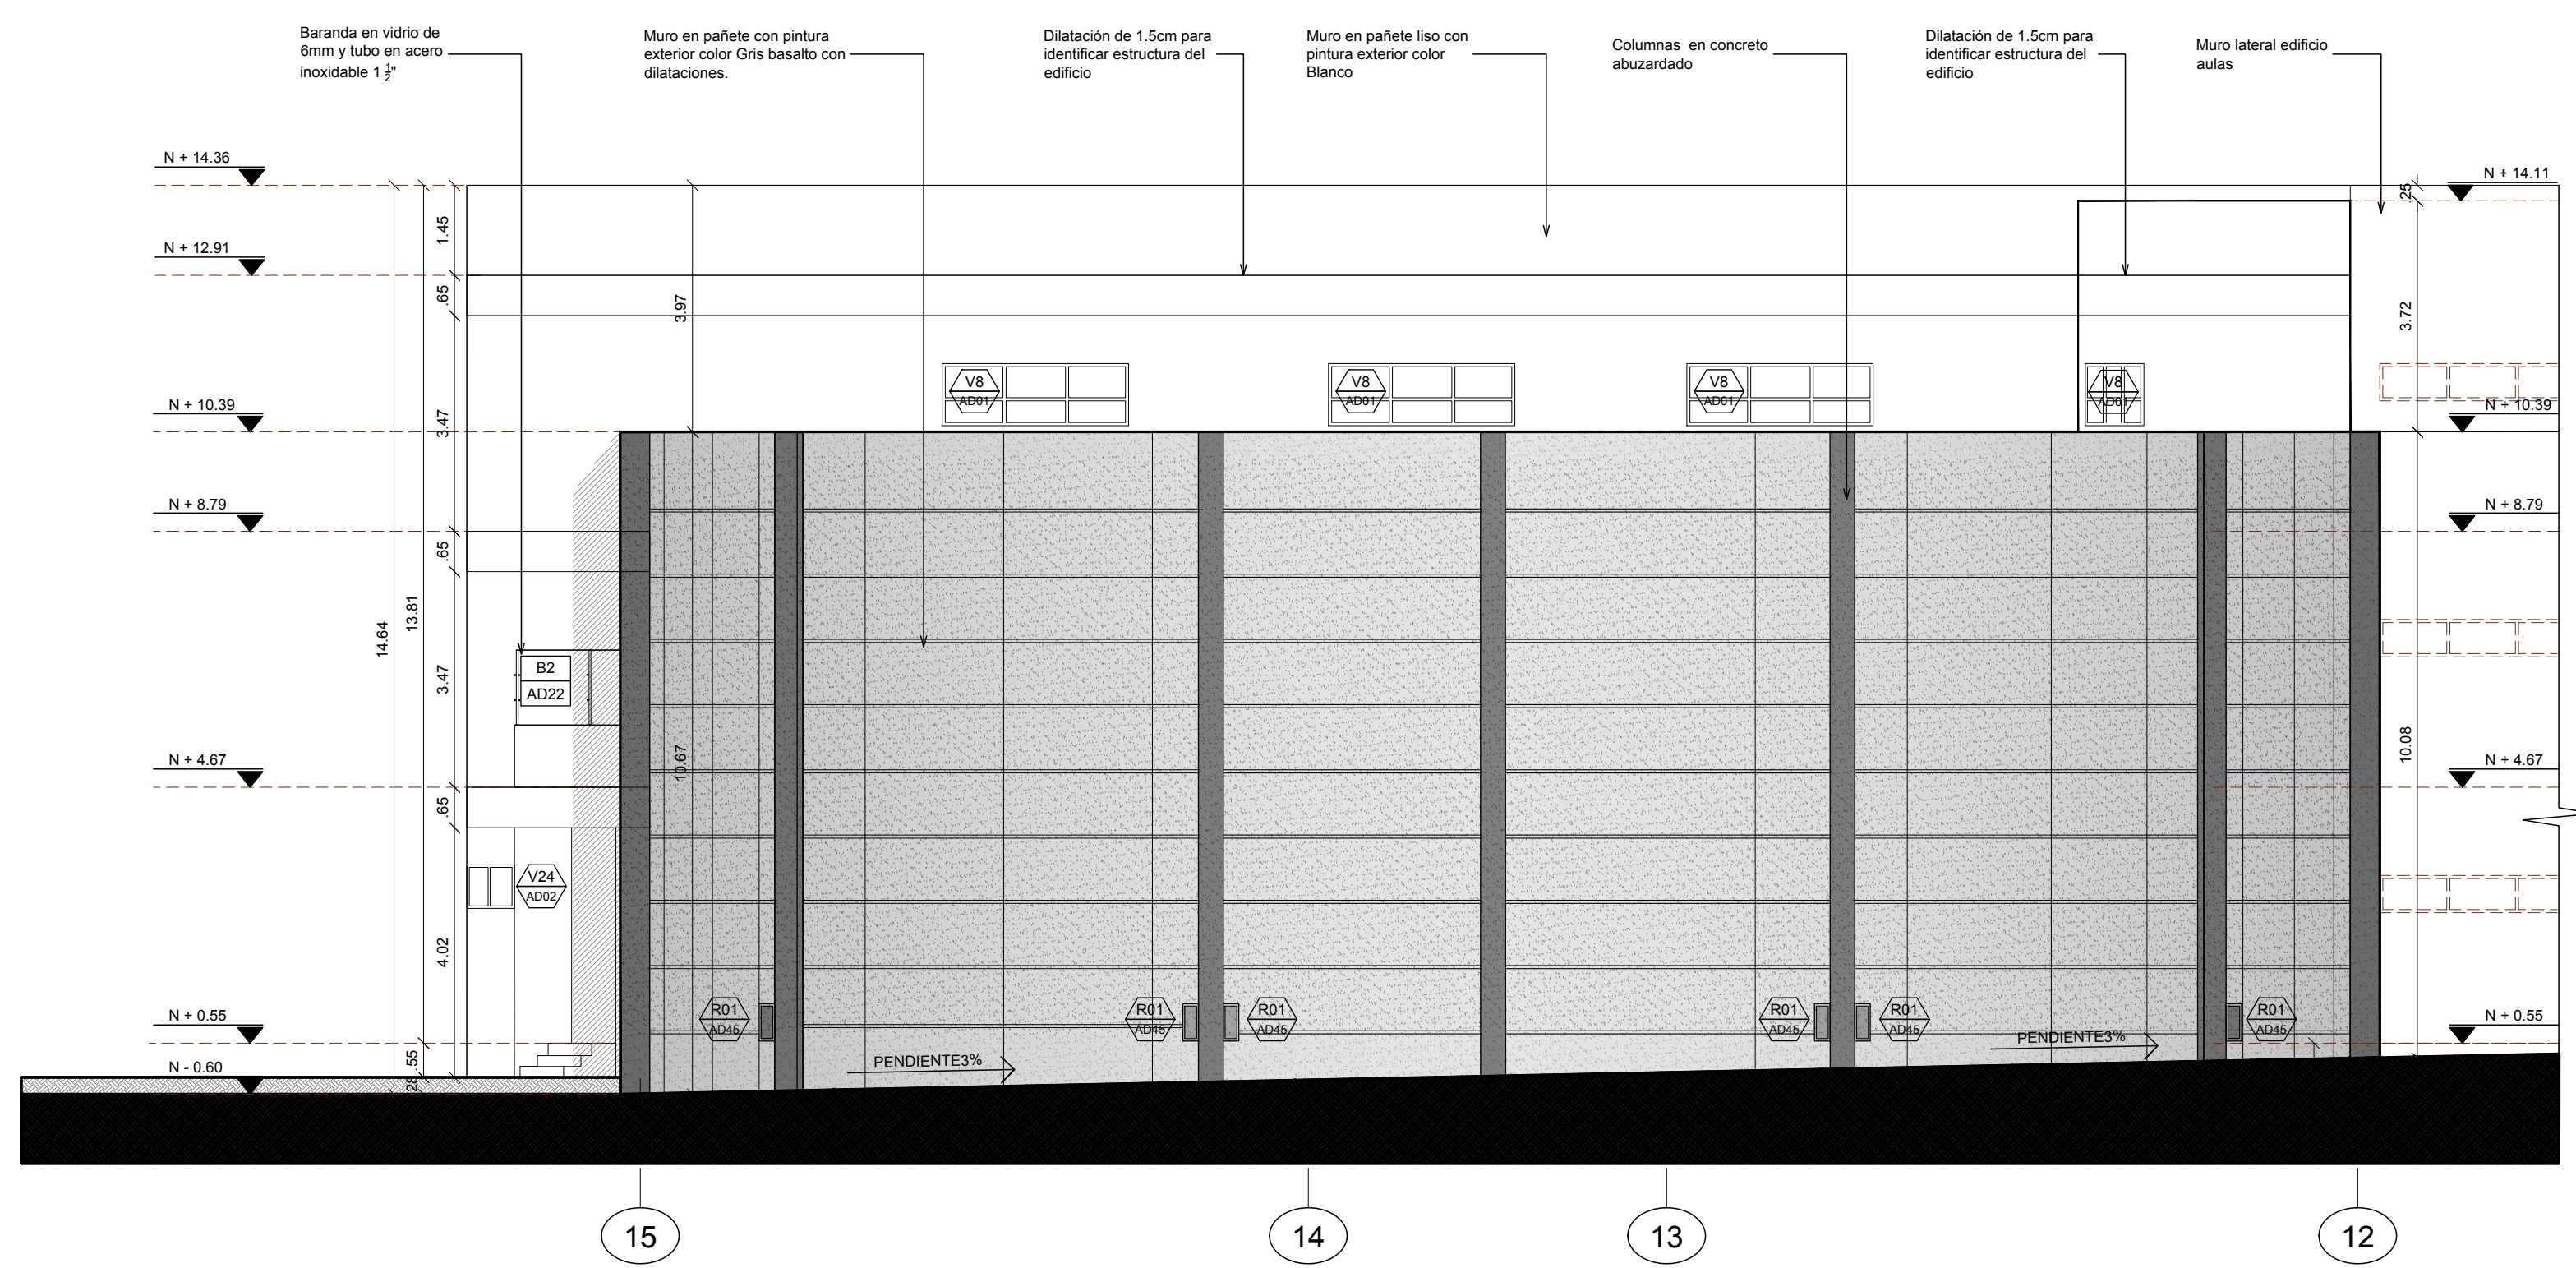 Baranda en vidrio de
6mm y tubo en acero
inoxidable 1 1/2"
Muro en pañete con pintura
exterior color Gris basalto con
dilataciones.
Dilatación de 1.5cm para
identificar estructura del
edificio
Muro en pañete liso con
pintura exterior color
Blanco
Columnas en concreto
abuzardado
Dilatación de 1.5cm para
identificar estructura del
edificio
Muro lateral edificio
aulas
N + 14.36
N + 12.91
N + 10.39
N + 8.79
N + 4.67
N + 0.55
N - 0.60
14.64
13.81
1.45
.65
3.47
.65
3.47
.65
4.02
.55
.28
3.97
10.67
B2
AD22
V24
AD02
V8
AD01
V8
AD01
V8
AD01
V8
AD01
R01
AD45
R01
AD45
R01
AD45
R01
AD45
R01
AD45
R01
AD45
PENDIENTE3%
PENDIENTE3%
N + 14.11
N + 10.39
N + 8.79
N + 4.67
N + 0.55
.25
3.72
10.08
15
14
13
12